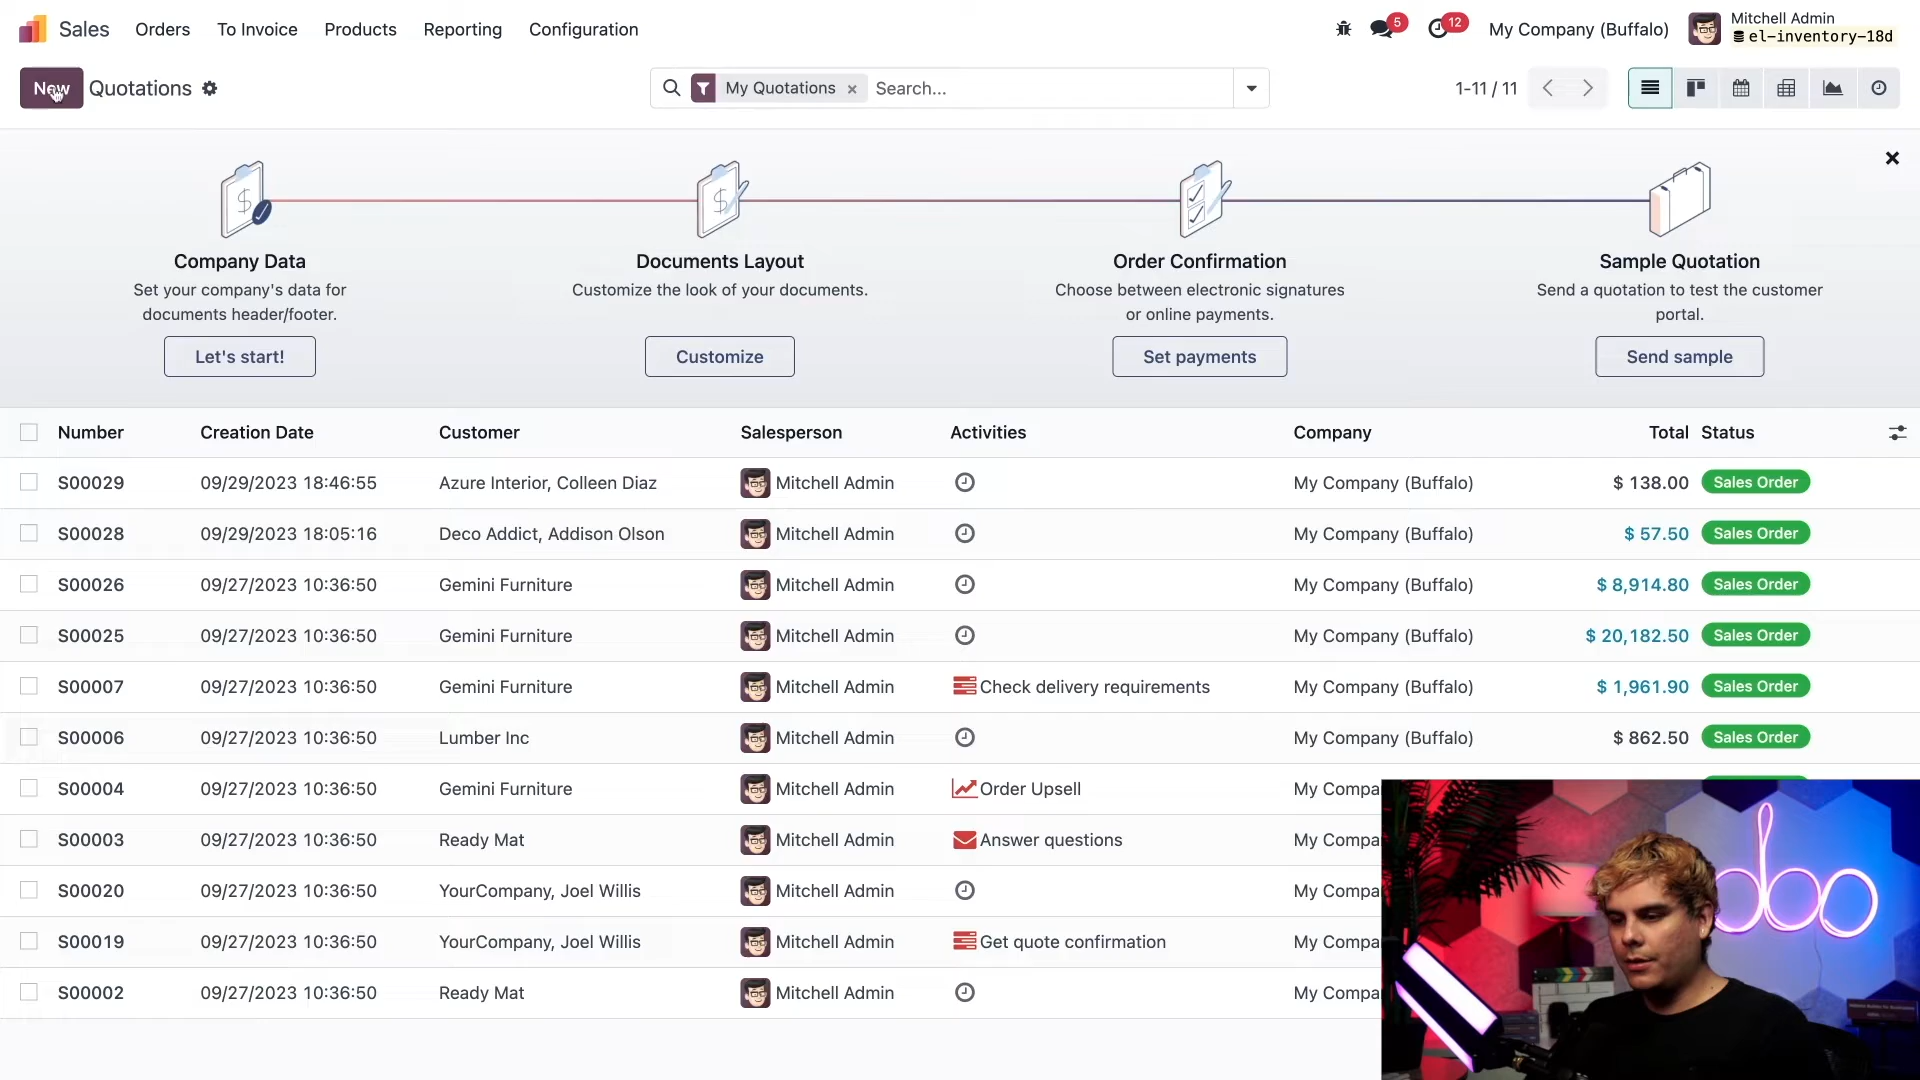 Sales Orders To Invoice Products Reporting Configuration 5 12 My Company (Buffalo) Mitchell Admin
el-inventory-18d
New Quotations My Quotations × Search... 1-11 / 11
Company Data Documents Layout Order Confirmation Sample Quotation
Set your company's data for Customize the look of your documents. Choose between electronic signatures Send a quotation to test the customer
documents header/footer. or online payments. portal.
Let's start! Customize Set payments Send sample
Number Creation Date Customer Salesperson Activities Company Total Status
S00029 09/29/2023 18:46:55 Azure Interior, Colleen Diaz Mitchell Admin My Company (Buffalo) $ 138.00 Sales Order
S00028 09/29/2023 18:05:16 Deco Addict, Addison Olson Mitchell Admin My Company (Buffalo) $ 57.50 Sales Order
S00026 09/27/2023 10:36:50 Gemini Furniture Mitchell Admin My Company (Buffalo) $ 8,914.80 Sales Order
S00025 09/27/2023 10:36:50 Gemini Furniture Mitchell Admin My Company (Buffalo) $ 20,182.50 Sales Order
S00007 09/27/2023 10:36:50 Gemini Furniture Mitchell Admin Check delivery requirements My Company (Buffalo) $ 1,961.90 Sales Order
S00006 09/27/2023 10:36:50 Lumber Inc Mitchell Admin My Company (Buffalo) $ 862.50 Sales Order
S00004 09/27/2023 10:36:50 Gemini Furniture Mitchell Admin Order Upsell My Compa
S00003 09/27/2023 10:36:50 Ready Mat Mitchell Admin Answer questions My Compa
S00020 09/27/2023 10:36:50 YourCompany, Joel Willis Mitchell Admin My Compa
S00019 09/27/2023 10:36:50 YourCompany, Joel Willis Mitchell Admin Get quote confirmation My Compa
S00002 09/27/2023 10:36:50 Ready Mat Mitchell Admin My Compa